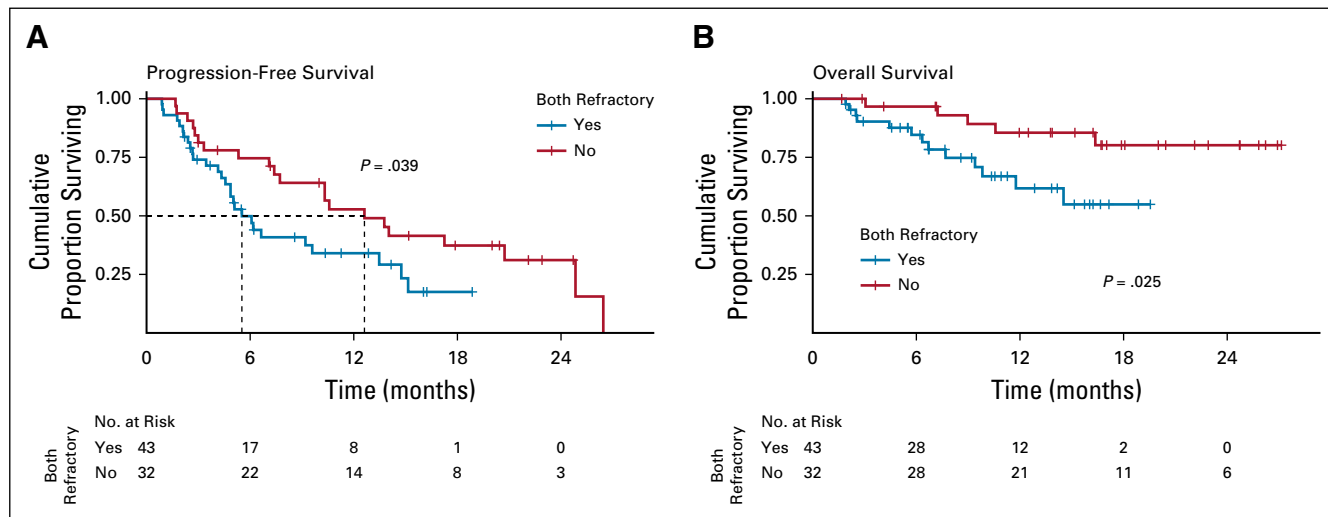 A
Progression-Free Survival
Cumulative
Proportion Surviving
1.00
0.75
0.50
0.25
Both Refractory
Yes
No
P = .039
0 6 12 18 24
Time (months)
No. at Risk
Both
Refractory
Yes 43 17 8 1 0
No 32 22 14 8 3
B
Overall Survival
Cumulative
Proportion Surviving
1.00
0.75
0.50
0.25
Both Refractory
Yes
No
P = .025
0 6 12 18 24
Time (months)
No. at Risk
Both
Refractory
Yes 43 28 12 2 0
No 32 28 21 11 6